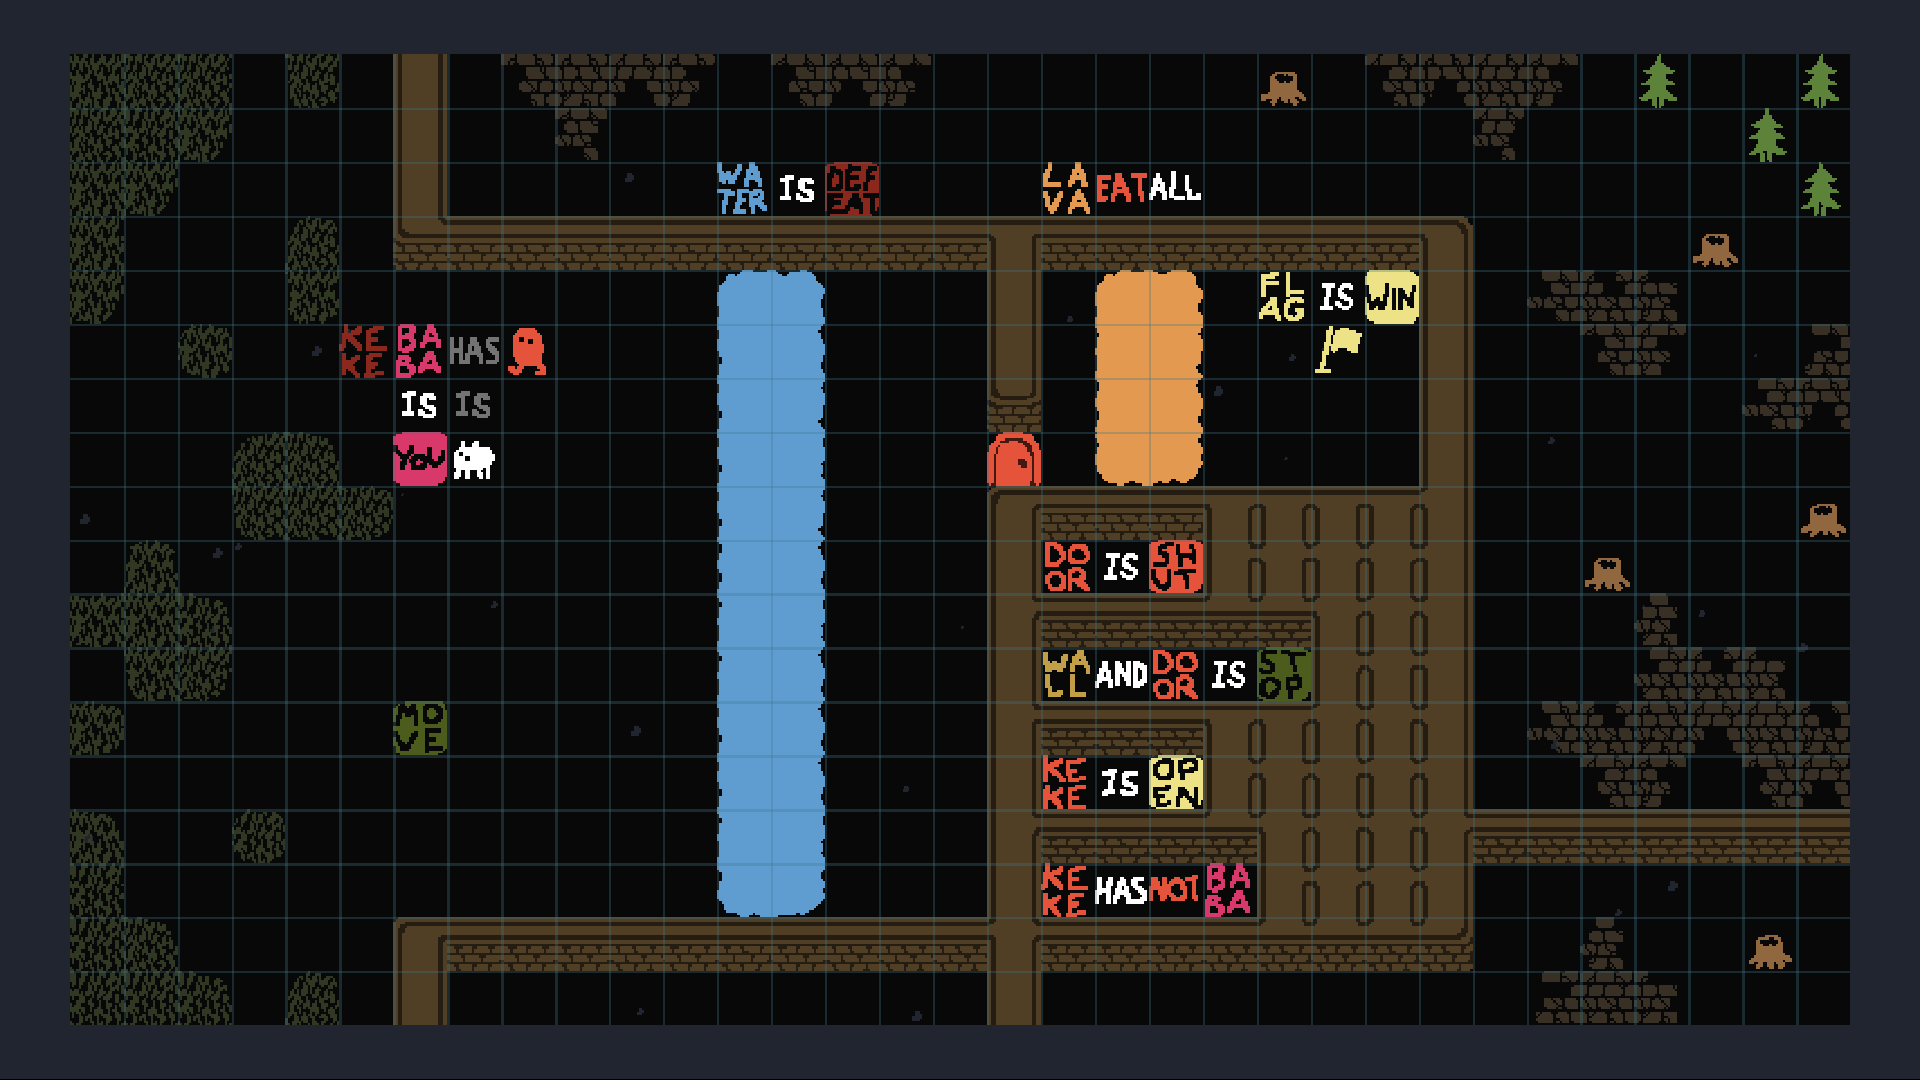 WATER IS DEFEAT
LAVA EAT ALL
FLAG IS WIN
KEKE BABA HAS
IS IS
YOU
DOOR IS SHUT
WALL AND DOOR IS STOP
MOVE
KEKE IS OPEN
KEKE HAS NOT BABA